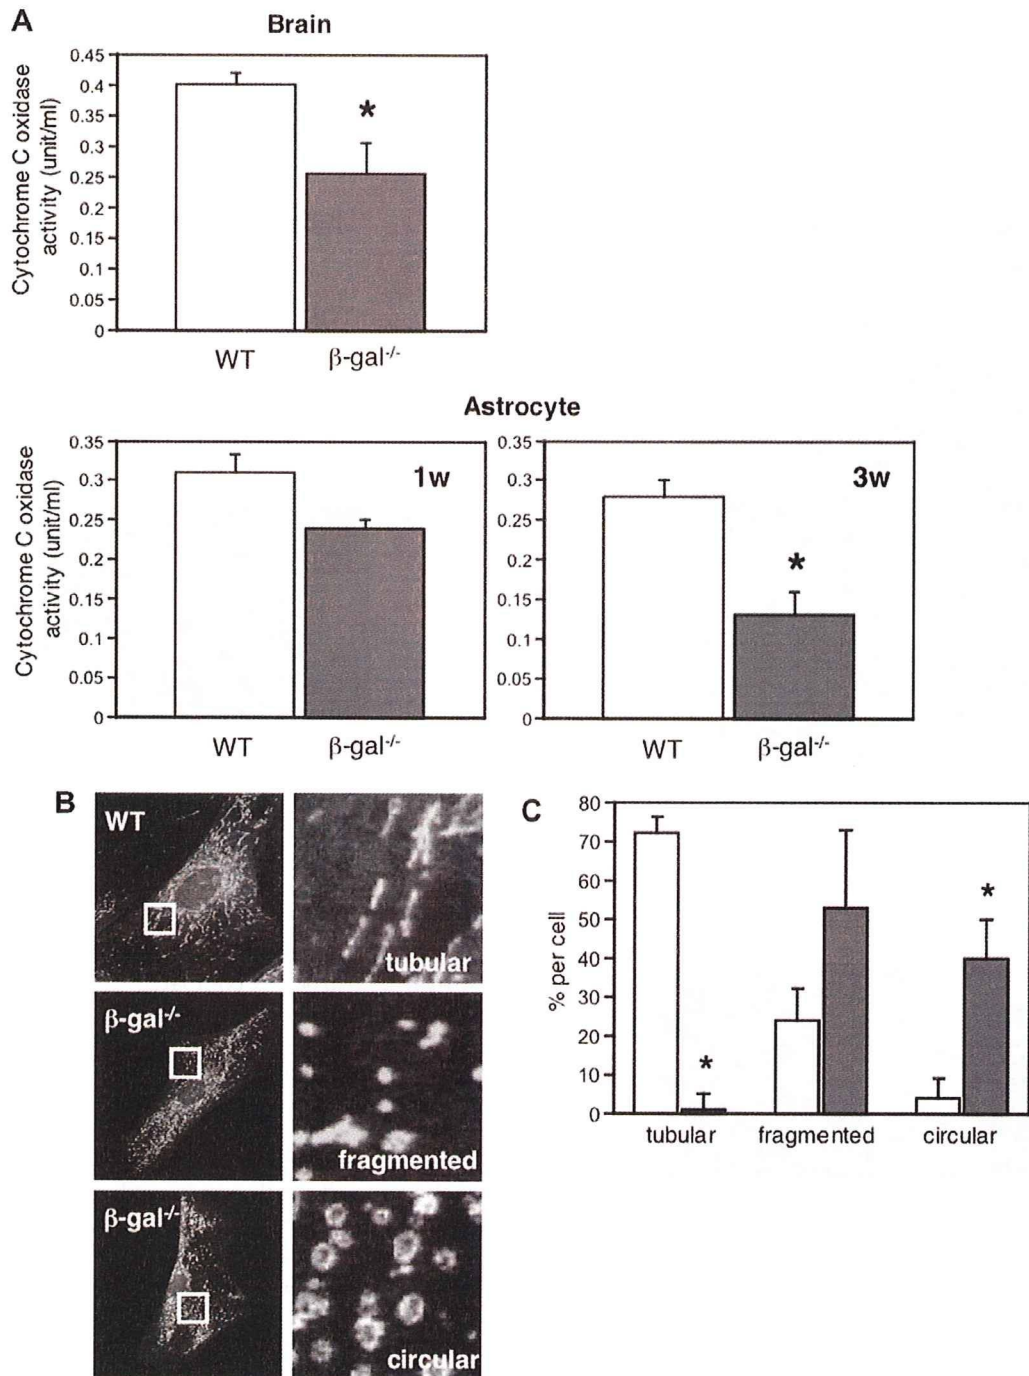 A
Brain
Cytochrome C oxidase
activity (unit/ml)
0.45
0.4
0.35
0.3
0.25
0.2
0.15
0.1
0.05
0
*
WT
β-gal-/-
Astrocyte
Cytochrome C oxidase
activity (unit/ml)
0.35
0.3
0.25
0.2
0.15
0.1
0.05
0
1w
WT
β-gal-/-
0.35
0.3
0.25
0.2
0.15
0.1
0.05
0
3w
*
WT
β-gal-/-
B
WT
tubular
β-gal-/-
fragmented
β-gal-/-
circular
C
% per cell
80
70
60
50
40
30
20
10
0
*
*
tubular
fragmented
circular